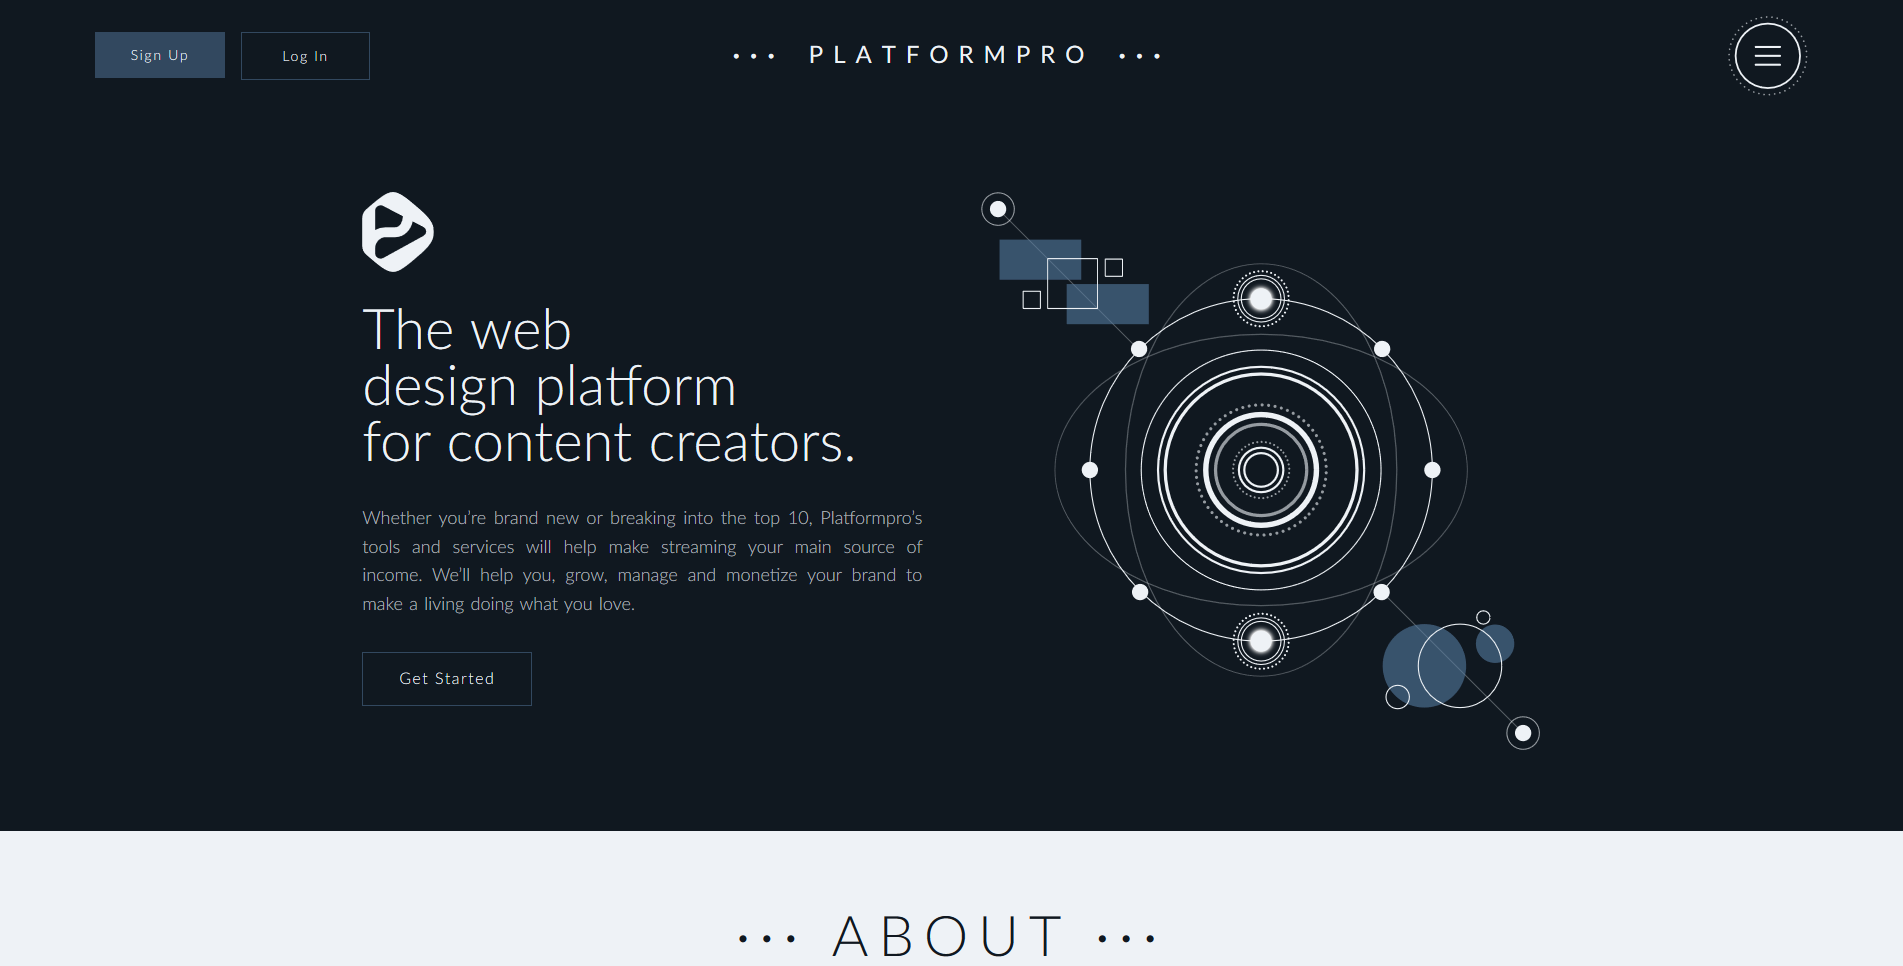 Sign Up
Log In
••• PLATFORMPRO •••
The web
design platform
for content creators.
Whether you’re brand new or breaking into the top 10, Platformpro’s
tools and services will help make streaming your main source of
income. We’ll help you, grow, manage and monetize your brand to
make a living doing what you love.
Get Started
••• ABOUT •••